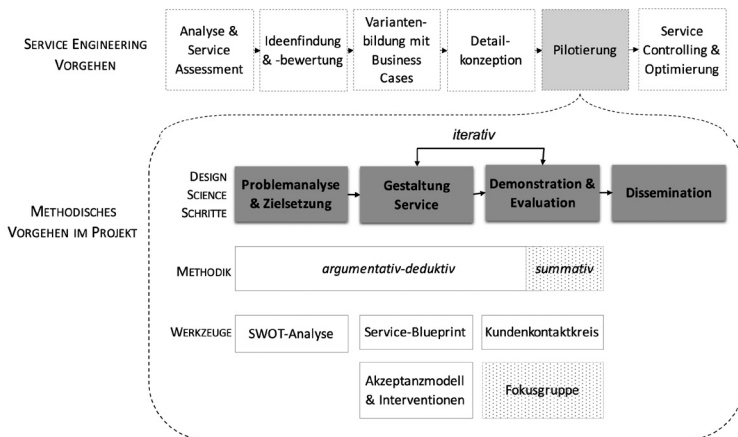 SERVICE ENGINEERING
VORGEHEN
Analyse &
Service
Assessment
Ideenfindung
& -bewertung
Varianten-
bildung mit
Business
Cases
Detail-
konzeption
Pilotierung
Service
Controlling &
Optimierung
iterativ
METHODISCHES
VORGEHEN IM PROJEKT
DESIGN
SCIENCE
SCHRITTE
Problemanalyse
& Zielsetzung
Gestaltung
Service
Demonstration &
Evaluation
Dissemination
METHODIK
argumentativ-deduktiv
summativ
WERKZEUGE
SWOT-Analyse
Service-Blueprint
Kundenkontaktkreis
Akzeptanzmodell
& Interventionen
Fokusgruppe